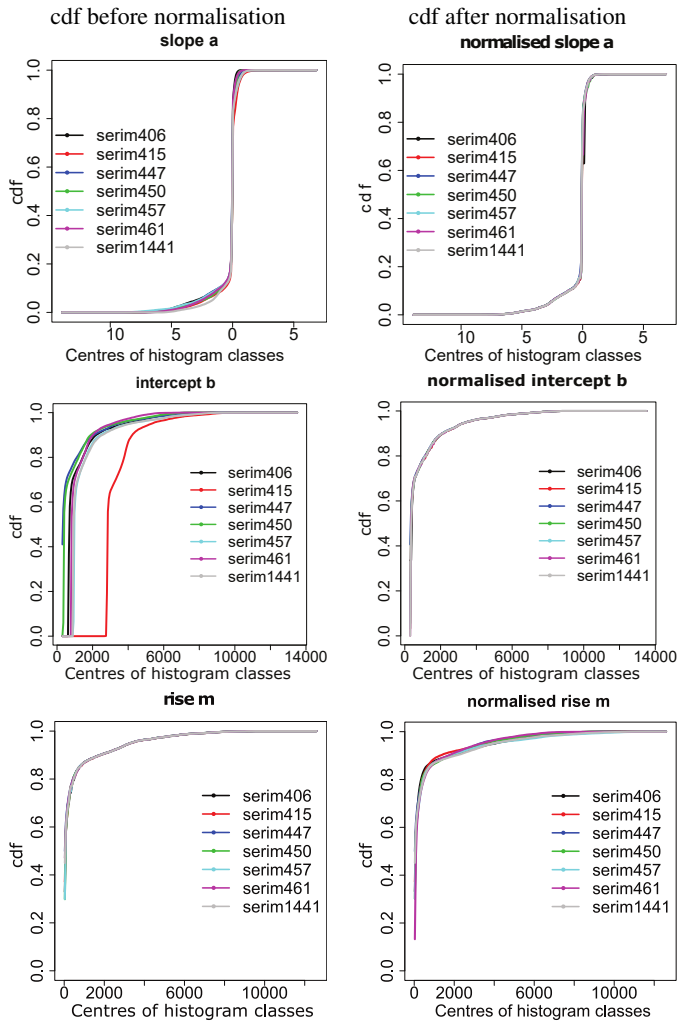 cdf before normalisation
cdf after normalisation
slope a
cdf
0.0 0.2 0.4 0.6 0.8 1.0
serim406
serim415
serim447
serim450
serim457
serim461
serim1441
10 5 0 5
Centres of histogram classes
normalised slope a
cdf
0.0 0.2 0.4 0.6 0.8 1.0
serim406
serim415
serim447
serim450
serim457
serim461
serim1441
10 5 0 5
Centres of histogram classes
intercept b
cdf
0.0 0.2 0.4 0.6 0.8 1.0
serim406
serim415
serim447
serim450
serim457
serim461
serim1441
0 2000 6000 10000 14000
Centres of histogram classes
normalised intercept b
cdf
0.0 0.2 0.4 0.6 0.8 1.0
serim406
serim415
serim447
serim450
serim457
serim461
serim1441
0 2000 6000 10000 14000
Centres of histogram classes
rise m
cdf
0.0 0.2 0.4 0.6 0.8 1.0
serim406
serim415
serim447
serim450
serim457
serim461
serim1441
0 2000 6000 10000
Centres of histogram classes
normalised rise m
cdf
0.0 0.2 0.4 0.6 0.8 1.0
serim406
serim415
serim447
serim450
serim457
serim461
serim1441
0 2000 6000 10000
Centres of histogram classes